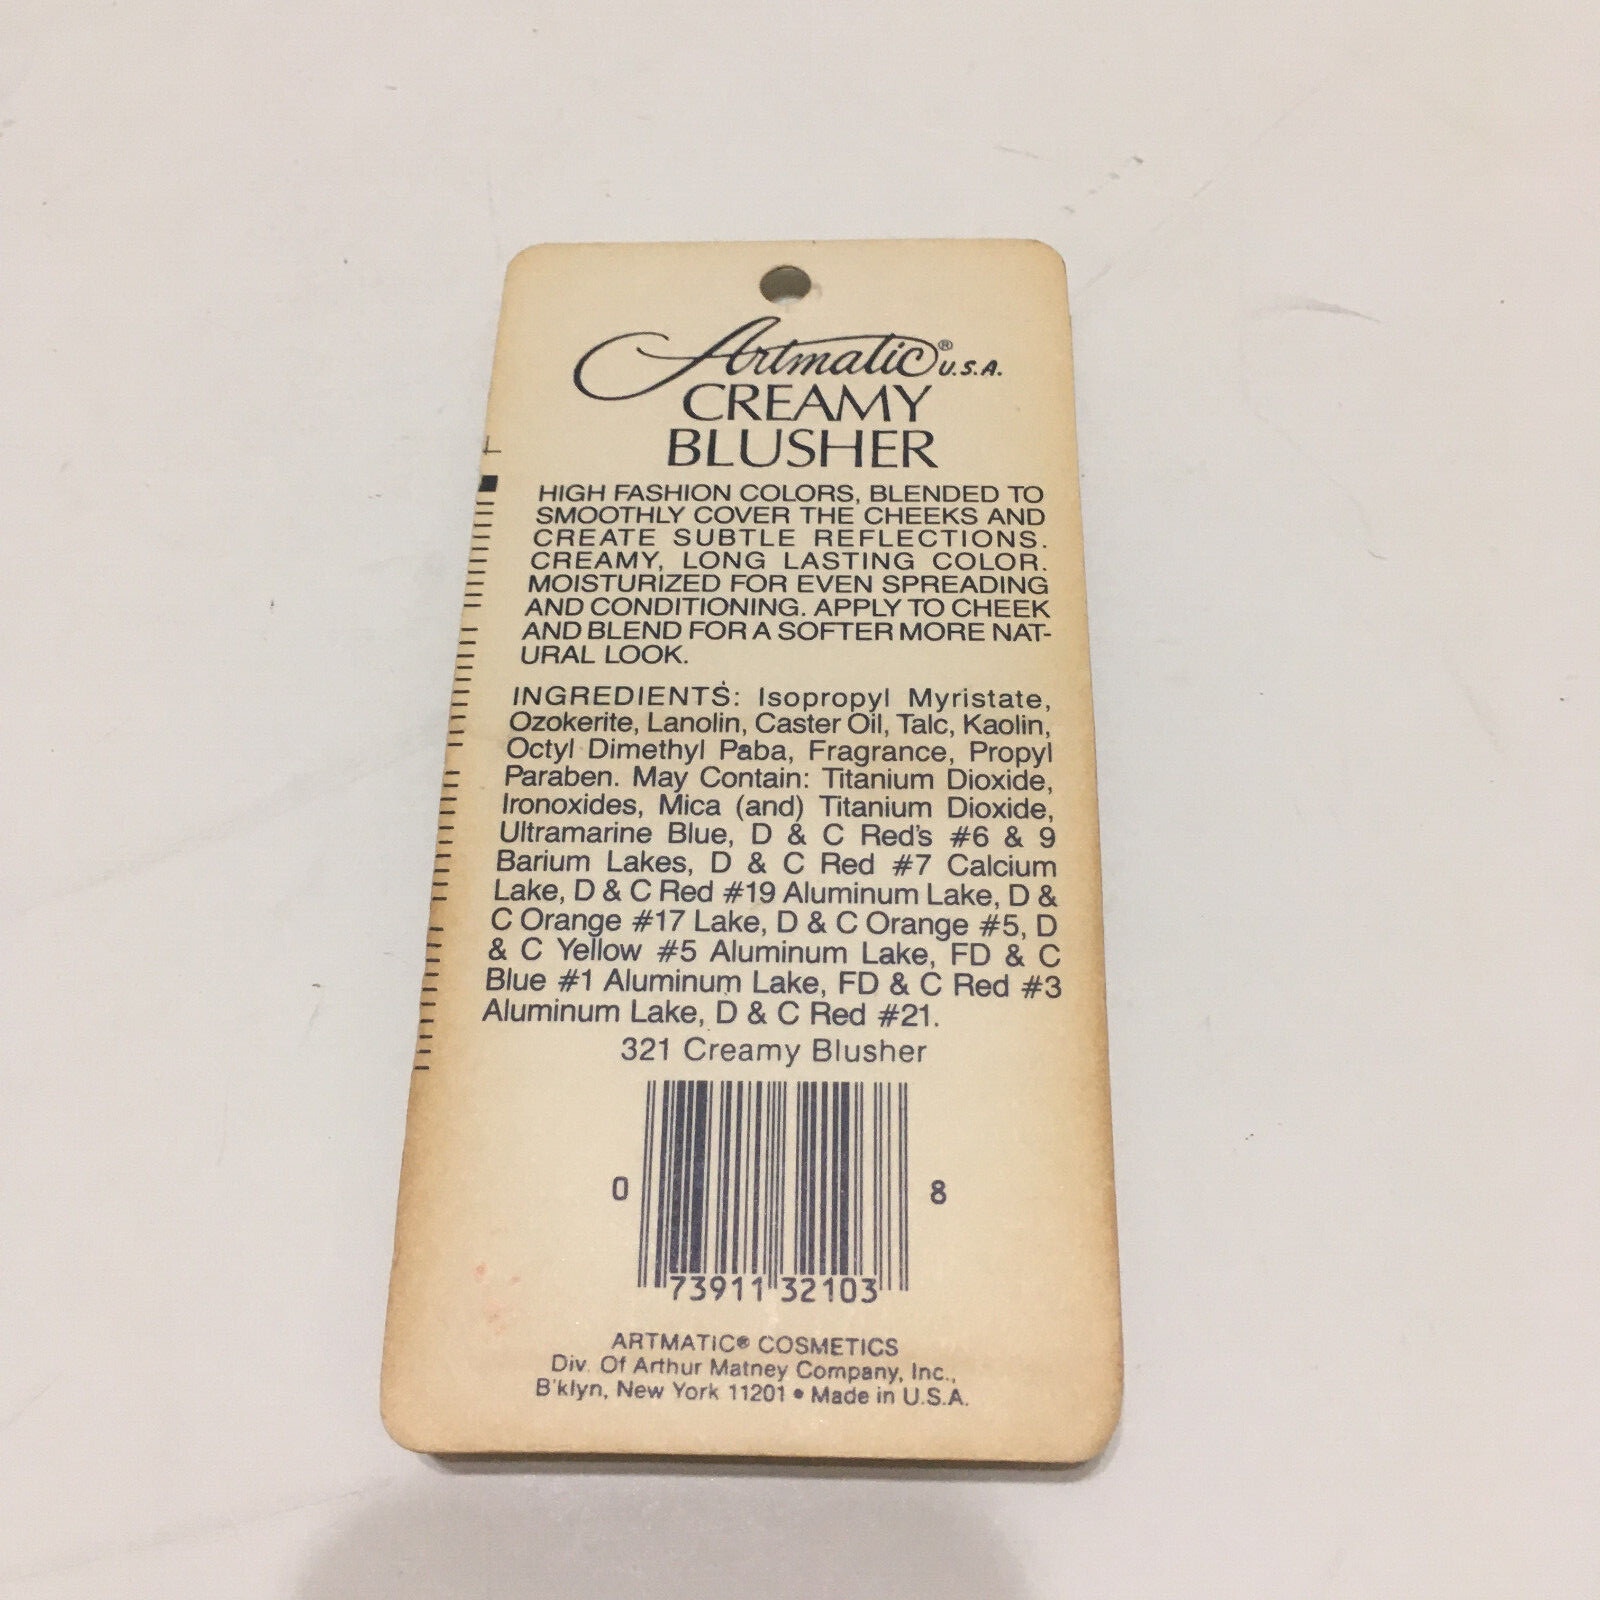 Artmatic® U.S.A.
CREAMY
BLUSHER
HIGH FASHION COLORS, BLENDED TO
SMOOTHLY COVER THE CHEEKS AND
CREATE SUBTLE REFLECTIONS.
CREAMY, LONG LASTING COLOR.
MOISTURIZED FOR EVEN SPREADING
AND CONDITIONING. APPLY TO CHEEK
AND BLEND FOR A SOFTER MORE NAT-
URAL LOOK.
INGREDIENTS: Isopropyl Myristate,
Ozokerite, Lanolin, Caster Oil, Talc, Kaolin,
Octyl Dimethyl Paba, Fragrance, Propyl
Paraben. May Contain: Titanium Dioxide,
Ironoxides, Mica (and) Titanium Dioxide,
Ultramarine Blue, D & C Red's #6 & 9
Barium Lakes, D & C Red #7 Calcium
Lake, D & C Red #19 Aluminum Lake, D &
C Orange #17 Lake, D & C Orange #5, D
& C Yellow #5 Aluminum Lake, FD & C
Blue #1 Aluminum Lake, FD & C Red #3
Aluminum Lake, D & C Red #21.
321 Creamy Blusher
0 8
73911 32103
ARTMATIC® COSMETICS
Div. Of Arthur Matney Company, Inc.,
B'klyn, New York 11201 • Made in U.S.A.